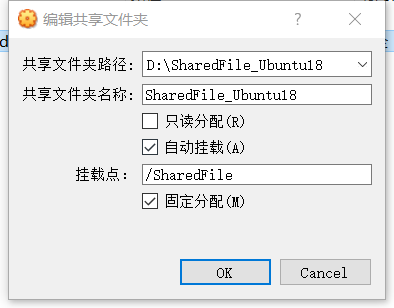 编辑共享文件夹 ? ×
共享文件夹路径： D:\SharedFile_Ubuntu18
共享文件夹名称： SharedFile_Ubuntu18
只读分配(R)
自动挂载(A)
挂载点： /SharedFile
固定分配(M)
OK Cancel